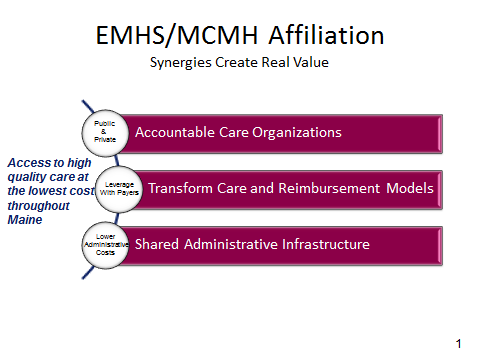 EMHS/MCMH Affiliation
Synergies Create Real Value
Public
&
Private
Accountable Care Organizations
Access to high
quality care at
the lowest cost
throughout
Maine
Leverage
With Payers
Transform Care and Reimbursement Models
Lower
Administrative
Costs
Shared Administrative Infrastructure
1